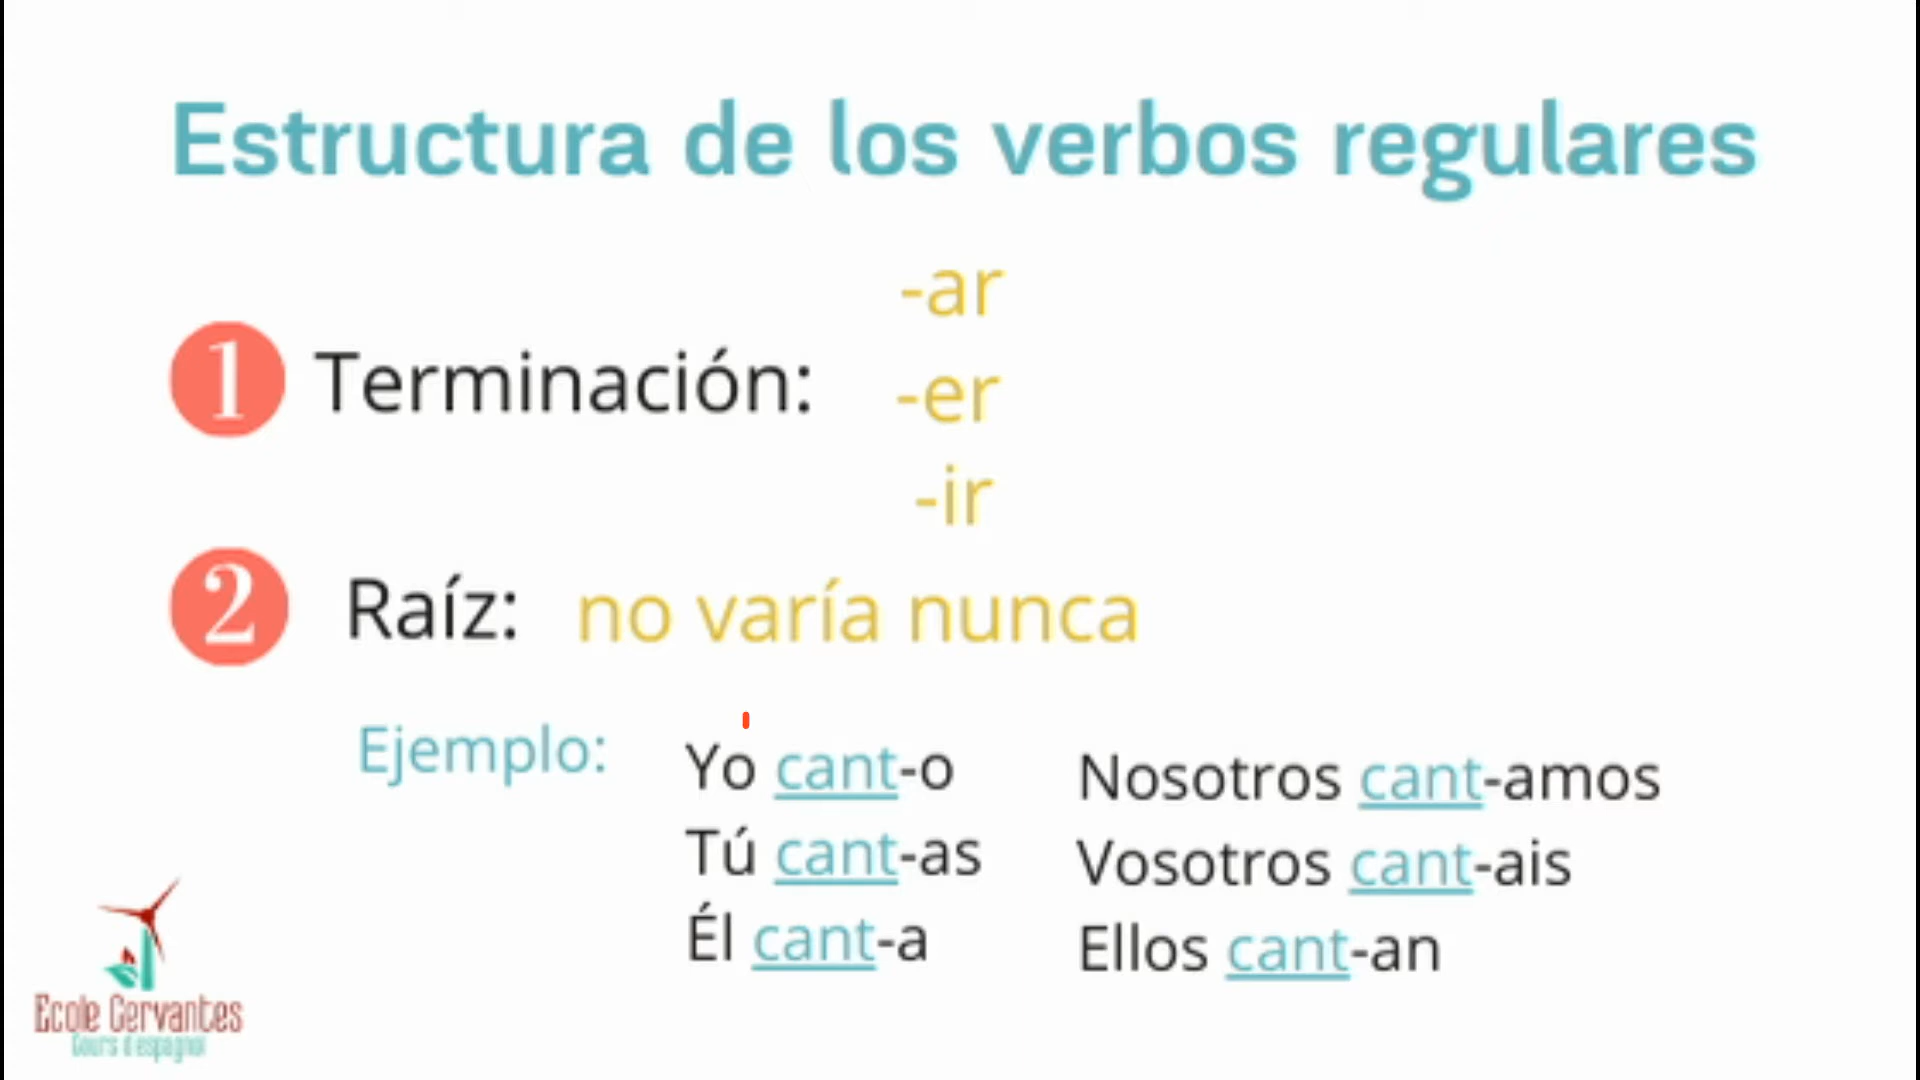 Estructura de los verbos regulares
-ar
1 Terminación: -er
-ir
2 Raíz: no varía nunca
Ejemplo:
Yo cant-o
Tú cant-as
Él cant-a
Nosotros cant-amos
Vosotros cant-ais
Ellos cant-an
Ecole Cervantes
Cours d'espagnol